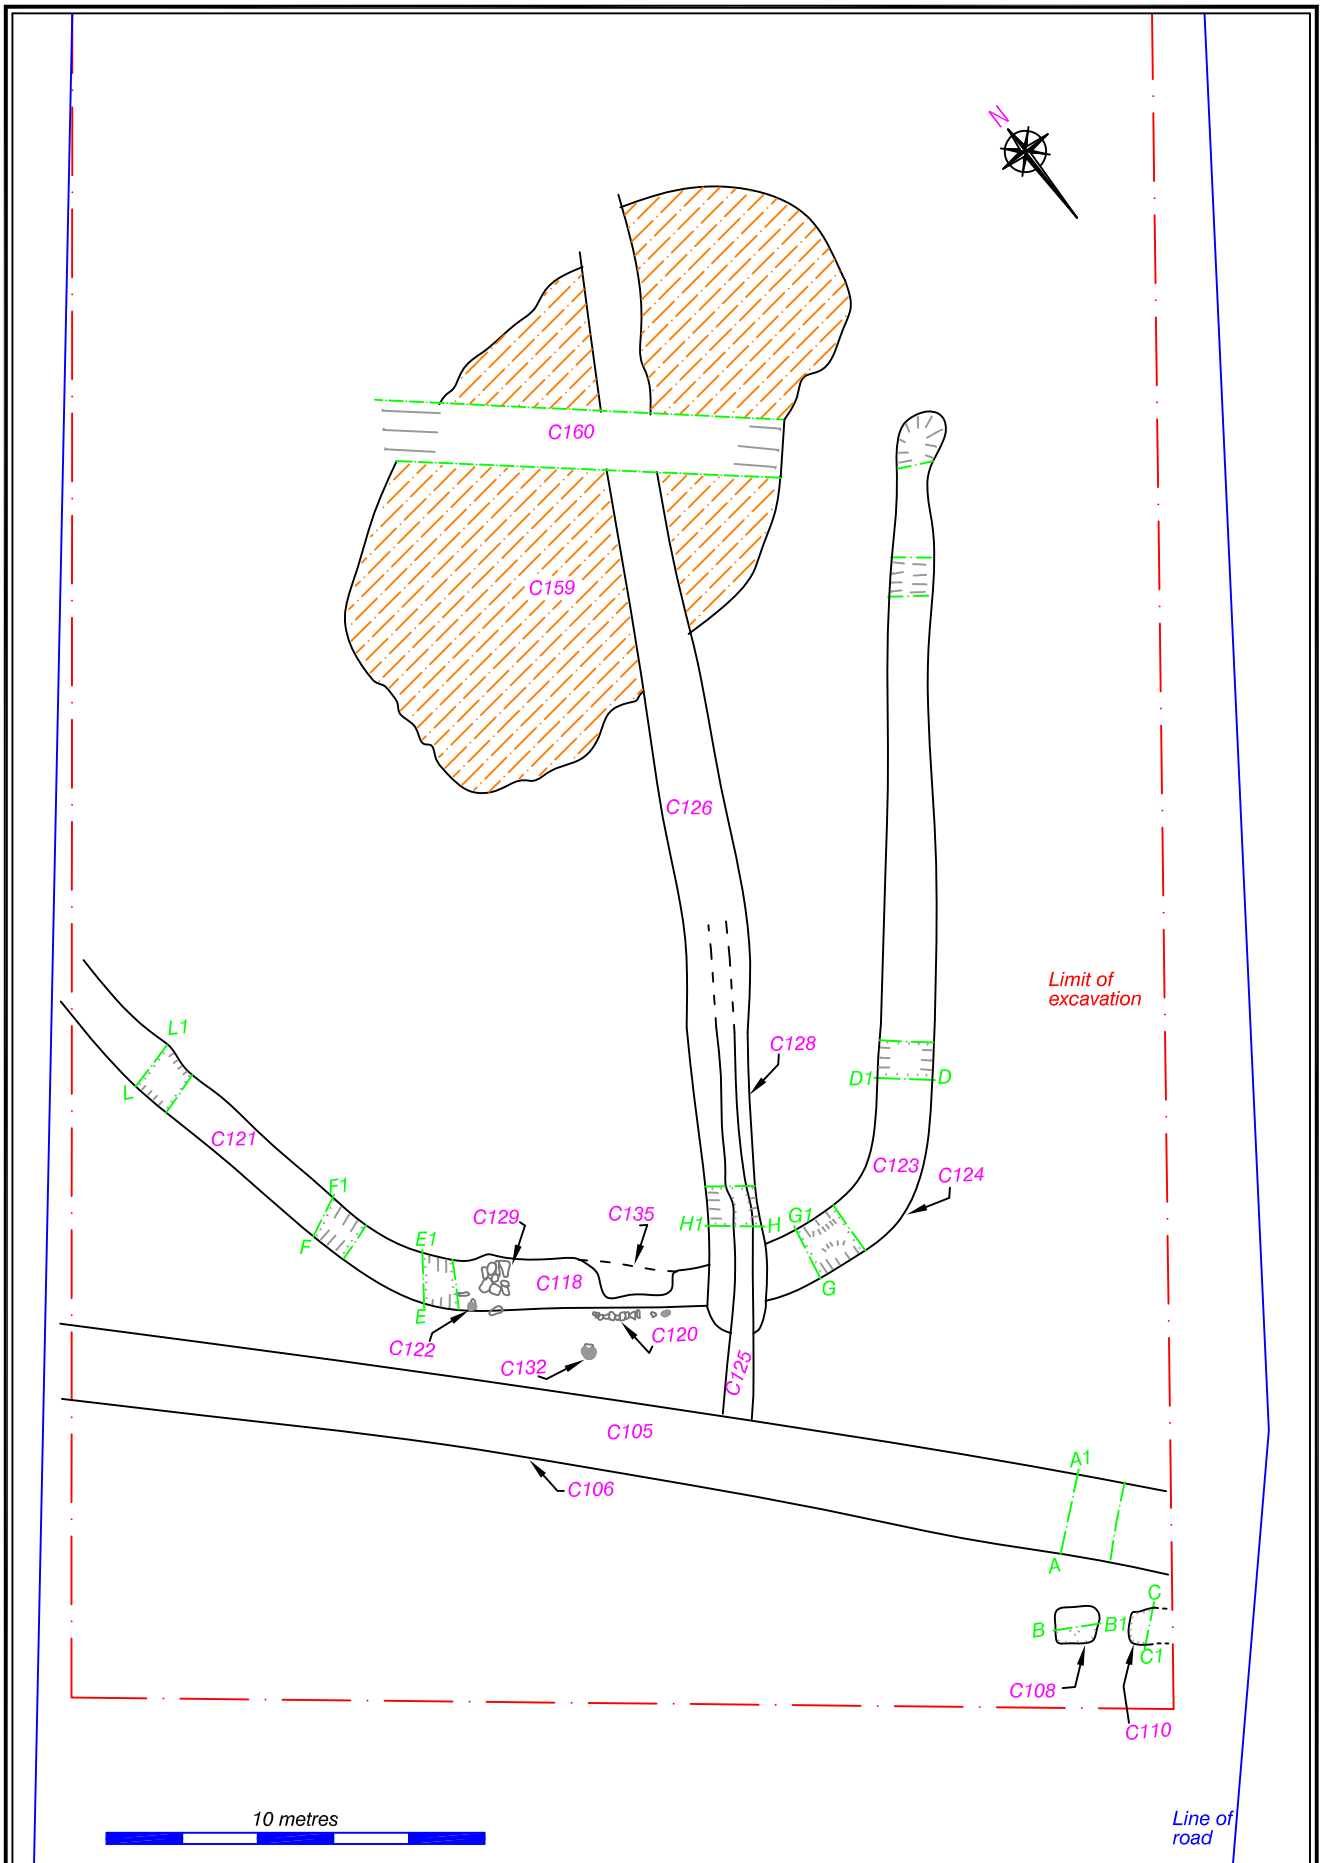 N
C160
C159
C126
Limit of
excavation
L1
C128
D1
D
L
C121
C123
C124
F1
C129
C135
H1
H
G1
F
E1
C118
G
E
C122
C120
C132
C125
C105
A1
C106
A
C
B
B1
C1
C108
C110
10 metres
Line of
road